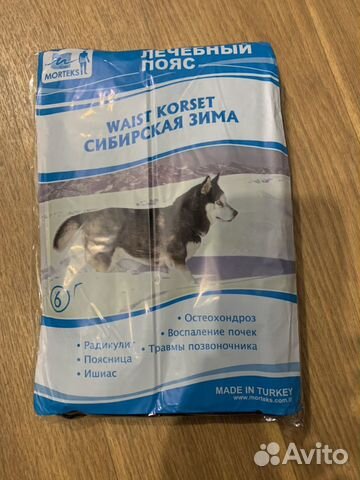 ЛЕЧЕБНЫЙ
ПОЯС
MORTEKS
WAIST KORSET
СИБИРСКАЯ ЗИМА
6
• Остеохондроз
• Воспаление почек
• Травмы позвоночника
• Радикулит
• Поясница
• Ишиас
MADE IN TURKEY
www.morteks.com.tr
Avito